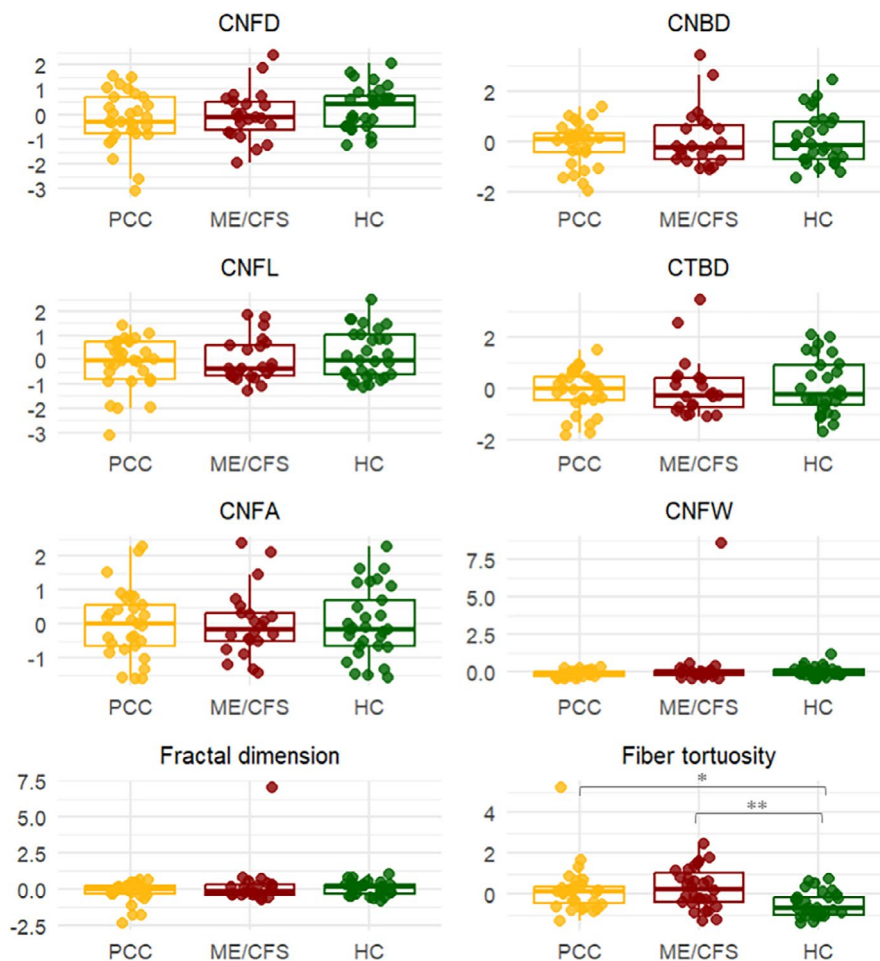 CNFD
2
1
0
-1
-2
-3
PCC ME/CFS HC
CNBD
2
0
-2
PCC ME/CFS HC
CNFL
2
1
0
-1
-2
-3
PCC ME/CFS HC
CTBD
2
0
-2
PCC ME/CFS HC
CNFA
2
1
0
-1
PCC ME/CFS HC
CNFW
7.5
5.0
2.5
0.0
PCC ME/CFS HC
Fractal dimension
7.5
5.0
2.5
0.0
-2.5
PCC ME/CFS HC
Fiber tortuosity
*
**
4
2
0
PCC ME/CFS HC